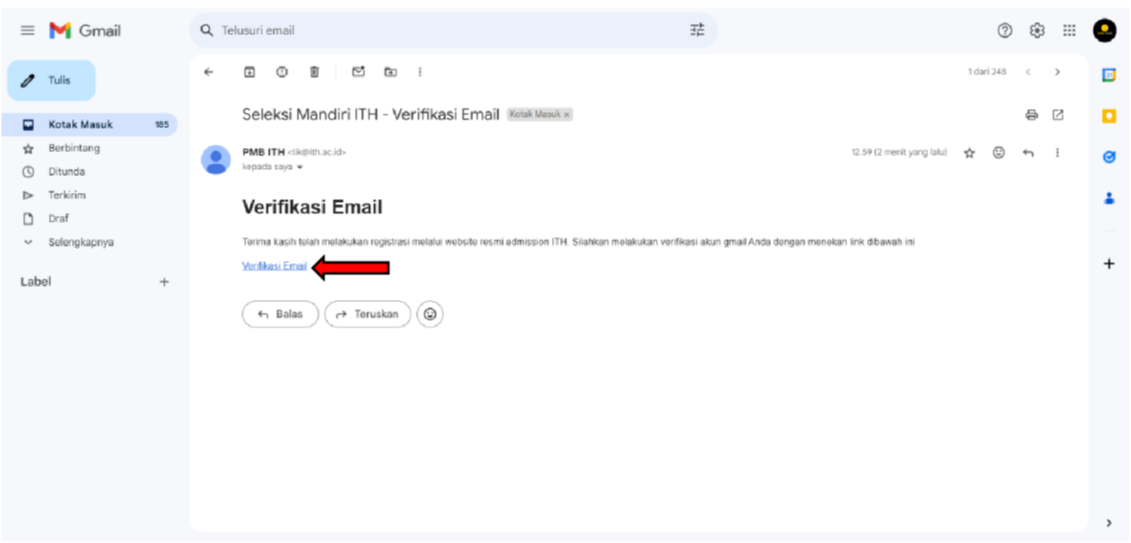 Gmail
Telusuri email
Tulis
1 dari 248
Kotak Masuk 185
Berbintang
Ditunda
Terkirim
Draf
Selengkapnya
Label
Seleksi Mandiri ITH - Verifikasi Email Kotak Masuk x
PMB ITH <tik@ith.ac.id>
12.59 (2 menit yang lalu)
kepada saya
Verifikasi Email
Terima kasih telah melakukan registrasi melalui website resmi admission ITH. Silahkan melakukan verifikasi akun gmail Anda dengan menekan link dibawah ini
Verifikasi Email
Balas
Teruskan